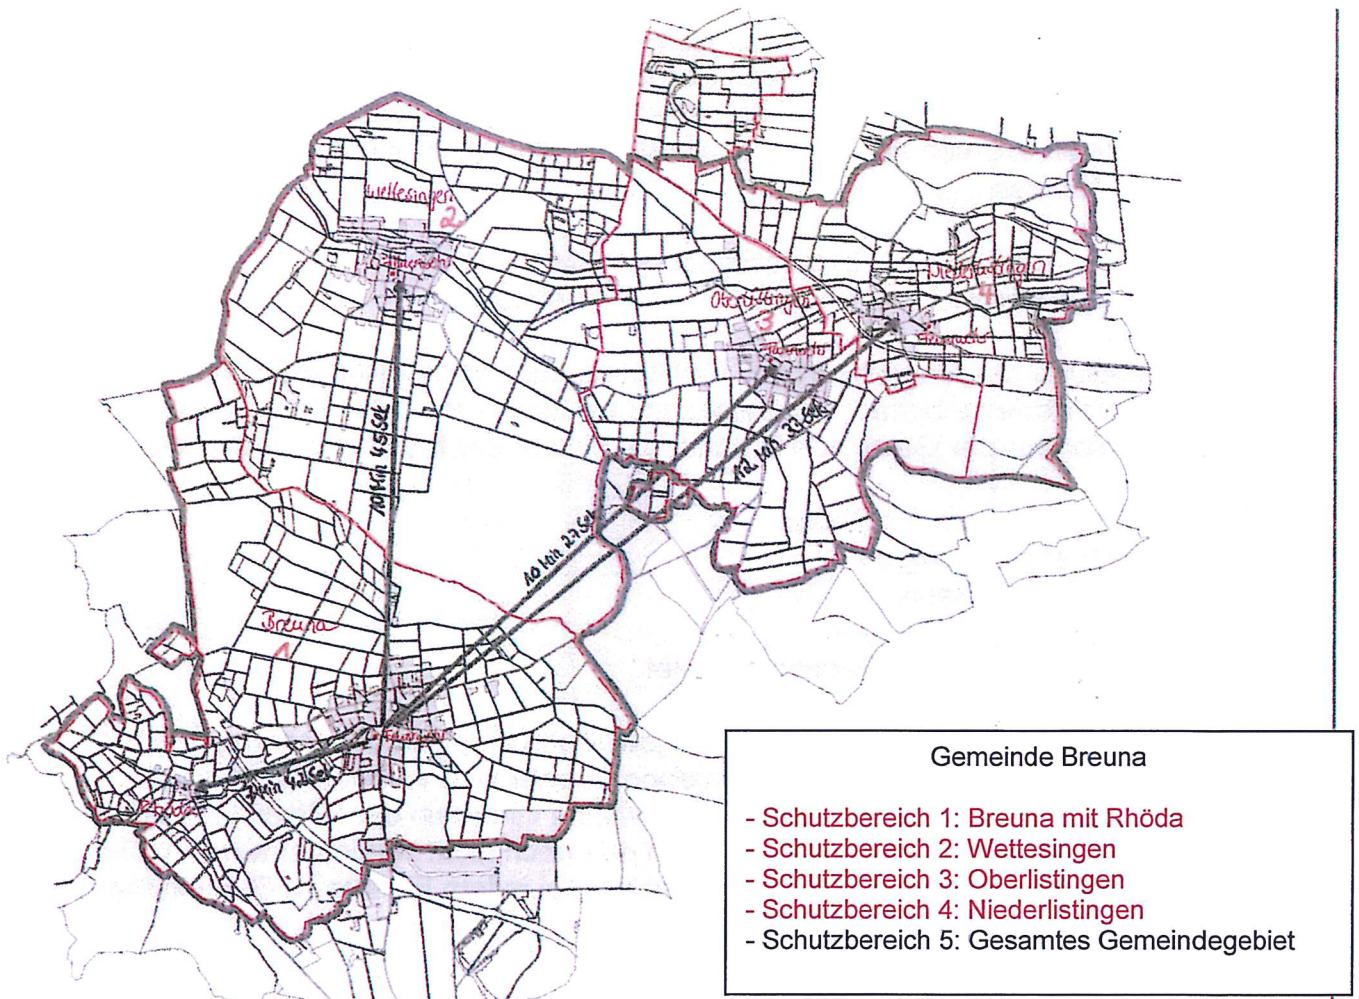 Wettesingen
2
Niederlistingen
4
Oberlistingen
3
10 Min 45 Sek
12 Min 33 Sek
10 Min 27 Sek
Breuna
1
Rhöda
Gemeinde Breuna
- Schutzbereich 1: Breuna mit Rhöda
- Schutzbereich 2: Wettesingen
- Schutzbereich 3: Oberlistingen
- Schutzbereich 4: Niederlistingen
- Schutzbereich 5: Gesamtes Gemeindegebiet